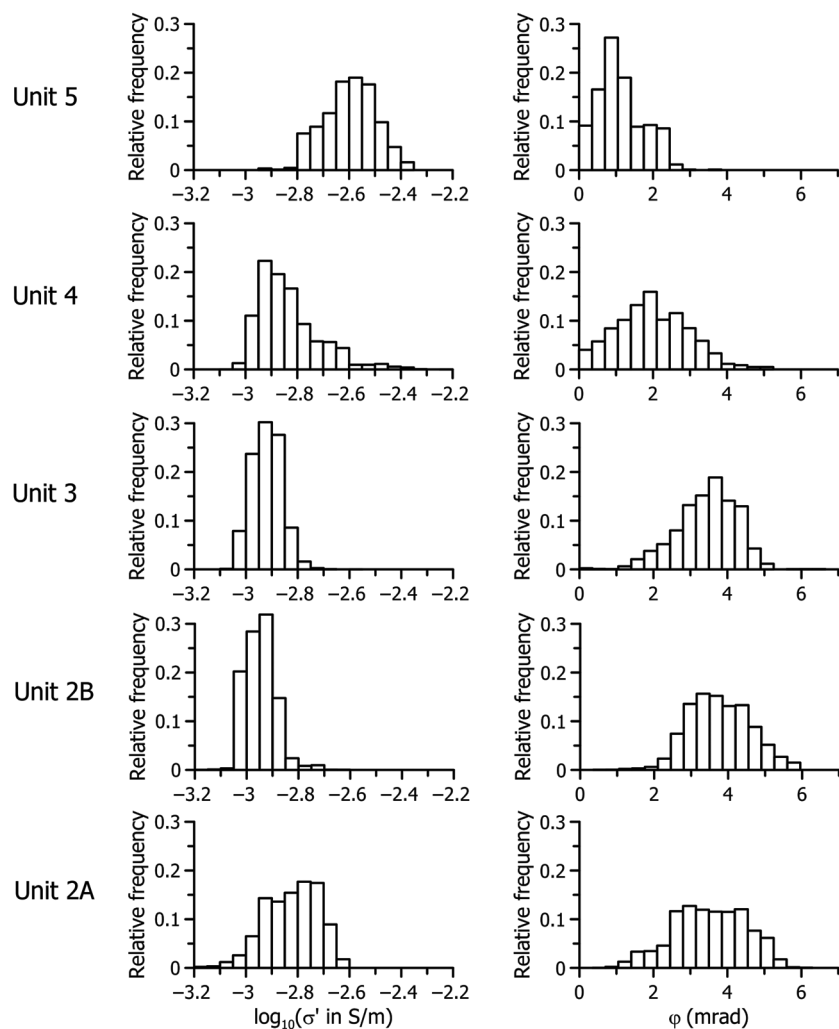 Unit 5
Relative frequency
0.3
0.2
0.1
0
−3.2 −3 −2.8 −2.6 −2.4 −2.2
Relative frequency
0.3
0.2
0.1
0
0 2 4 6
Unit 4
Relative frequency
0.3
0.2
0.1
0
−3.2 −3 −2.8 −2.6 −2.4 −2.2
Relative frequency
0.3
0.2
0.1
0
0 2 4 6
Unit 3
Relative frequency
0.3
0.2
0.1
0
−3.2 −3 −2.8 −2.6 −2.4 −2.2
Relative frequency
0.3
0.2
0.1
0
0 2 4 6
Unit 2B
Relative frequency
0.3
0.2
0.1
0
−3.2 −3 −2.8 −2.6 −2.4 −2.2
Relative frequency
0.3
0.2
0.1
0
0 2 4 6
Unit 2A
Relative frequency
0.3
0.2
0.1
0
−3.2 −3 −2.8 −2.6 −2.4 −2.2
log₁₀(σ' in S/m)
Relative frequency
0.3
0.2
0.1
0
0 2 4 6
φ (mrad)